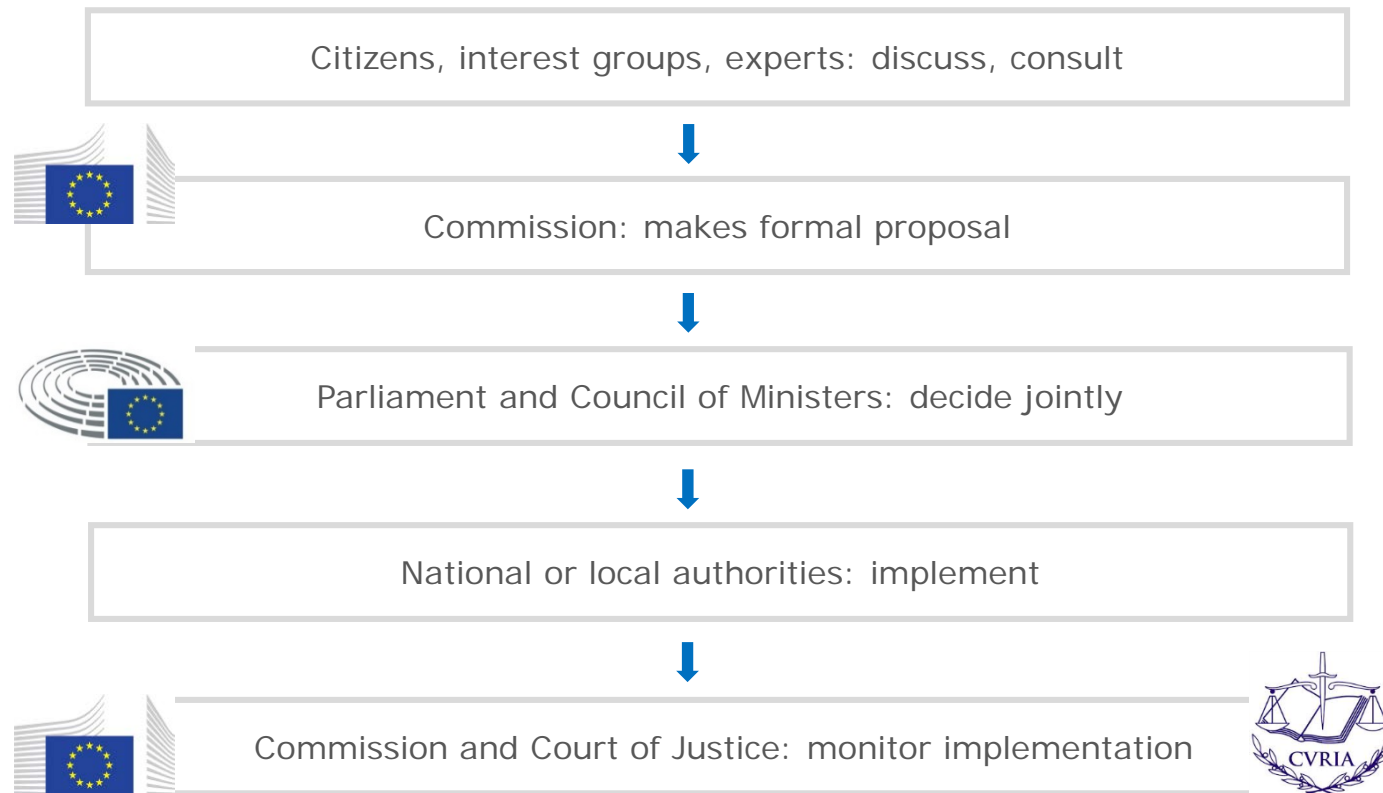 Citizens, interest groups, experts: discuss, consult
Commission: makes formal proposal
Parliament and Council of Ministers: decide jointly
National or local authorities: implement
Commission and Court of Justice: monitor implementation
CVRIA